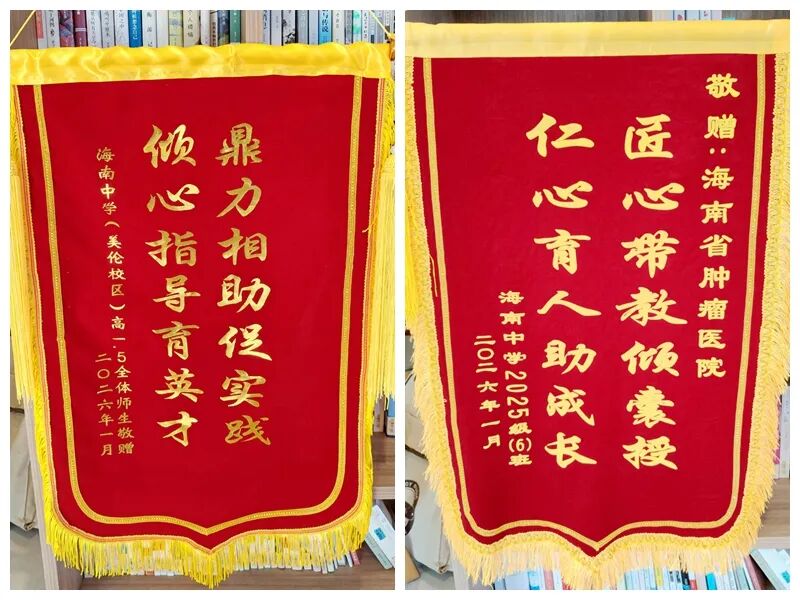 鼎力相助促实践
倾心指导育英才
海南中学(美伦校区)高一.5全体师生敬赠
二〇二六年一月
敬赠:海南省肿瘤医院
匠心带教倾囊授
仁心育人助成长
海南中学2025级(6)班
二〇二六年一月